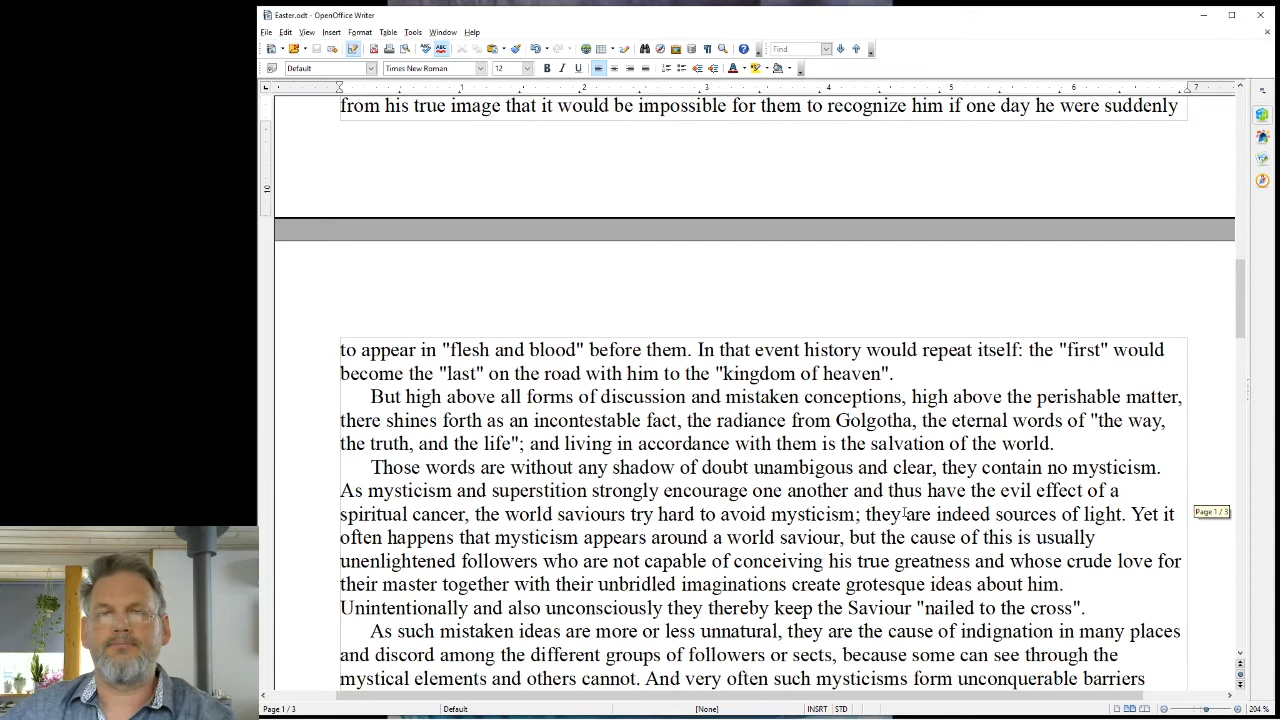 Easter.odt - OpenOffice Writer
File Edit View Insert Format Table Tools Window Help
Find
Default Times New Roman 12
1 2 3 4 5 6 7
from his true image that it would be impossible for them to recognize him if one day he were suddenly
10
to appear in "flesh and blood" before them. In that event history would repeat itself: the "first" would
become the "last" on the road with him to the "kingdom of heaven".
But high above all forms of discussion and mistaken conceptions, high above the perishable matter,
there shines forth as an incontestable fact, the radiance from Golgotha, the eternal words of "the way,
the truth, and the life"; and living in accordance with them is the salvation of the world.
Those words are without any shadow of doubt unambigous and clear, they contain no mysticism.
As mysticism and superstition strongly encourage one another and thus have the evil effect of a
spiritual cancer, the world saviours try hard to avoid mysticism; they are indeed sources of light. Yet it
Page 1 / 3
often happens that mysticism appears around a world saviour, but the cause of this is usually
unenlightened followers who are not capable of conceiving his true greatness and whose crude love for
their master together with their unbridled imaginations create grotesque ideas about him.
Unintentionally and also unconsciously they thereby keep the Saviour "nailed to the cross".
As such mistaken ideas are more or less unnatural, they are the cause of indignation in many places
and discord among the different groups of followers or sects, because some can see through the
mystical elements and others cannot. And very often such mysticisms form unconquerable barriers
Page 1 / 3 Default [None] INSRT STD 204 %